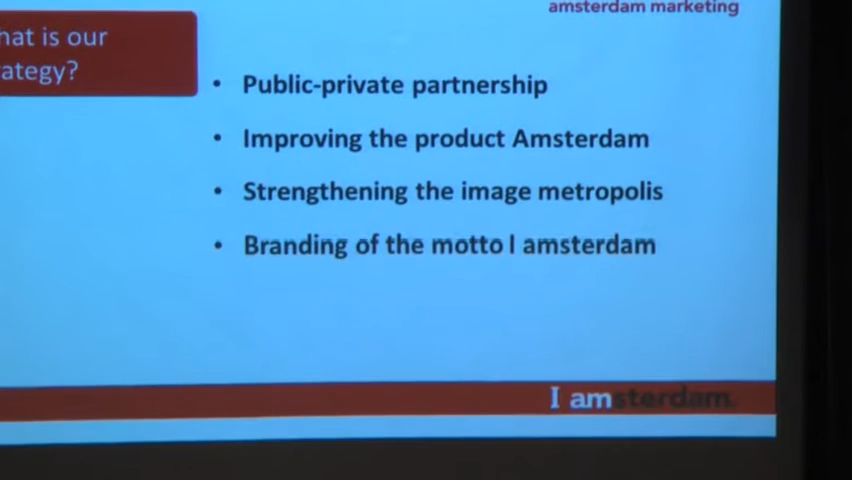 amsterdam marketing
hat is our
ategy?
• Public-private partnership
• Improving the product Amsterdam
• Strengthening the image metropolis
• Branding of the motto I amsterdam
I amsterdam.